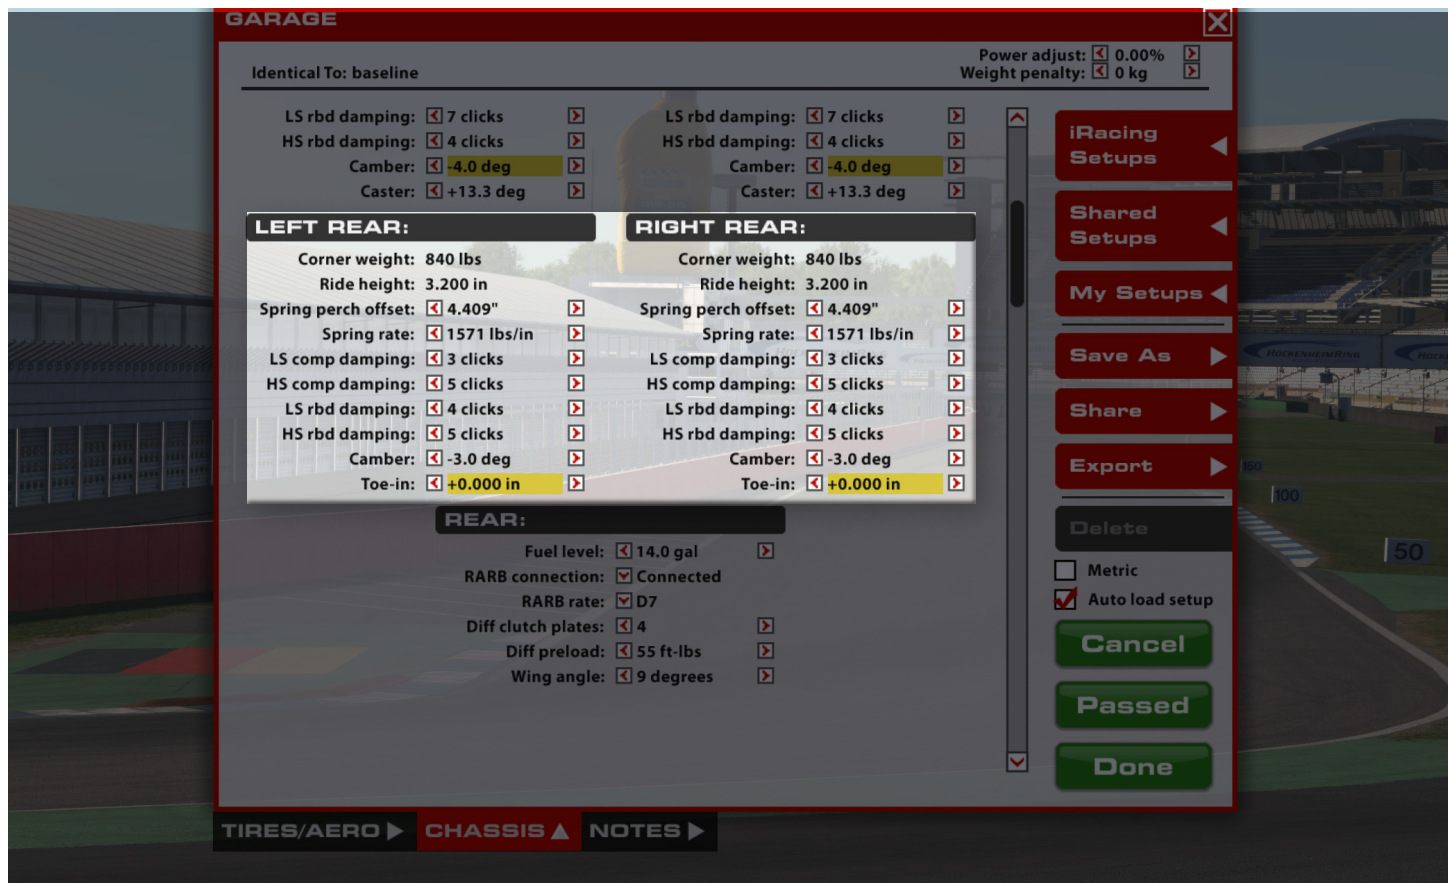 GARAGE
Identical To: baseline
Power adjust: 0.00%
Weight penalty: 0 kg
LS rbd damping: 7 clicks
HS rbd damping: 4 clicks
Camber: -4.0 deg
Caster: +13.3 deg
LS rbd damping: 7 clicks
HS rbd damping: 4 clicks
Camber: -4.0 deg
Caster: +13.3 deg
LEFT REAR:
Corner weight: 840 lbs
Ride height: 3.200 in
Spring perch offset: 4.409"
Spring rate: 1571 lbs/in
LS comp damping: 3 clicks
HS comp damping: 5 clicks
LS rbd damping: 4 clicks
HS rbd damping: 5 clicks
Camber: -3.0 deg
Toe-in: +0.000 in
RIGHT REAR:
Corner weight: 840 lbs
Ride height: 3.200 in
Spring perch offset: 4.409"
Spring rate: 1571 lbs/in
LS comp damping: 3 clicks
HS comp damping: 5 clicks
LS rbd damping: 4 clicks
HS rbd damping: 5 clicks
Camber: -3.0 deg
Toe-in: +0.000 in
REAR:
Fuel level: 14.0 gal
RARB connection: Connected
RARB rate: D7
Diff clutch plates: 4
Diff preload: 55 ft-lbs
Wing angle: 9 degrees
iRacing
Setups
Shared
Setups
My Setups
Save As
Share
Export
Delete
Metric
Auto load setup
Cancel
Passed
Done
TIRES/AERO
CHASSIS
NOTES
HOCKENHEIMRING
150
100
50